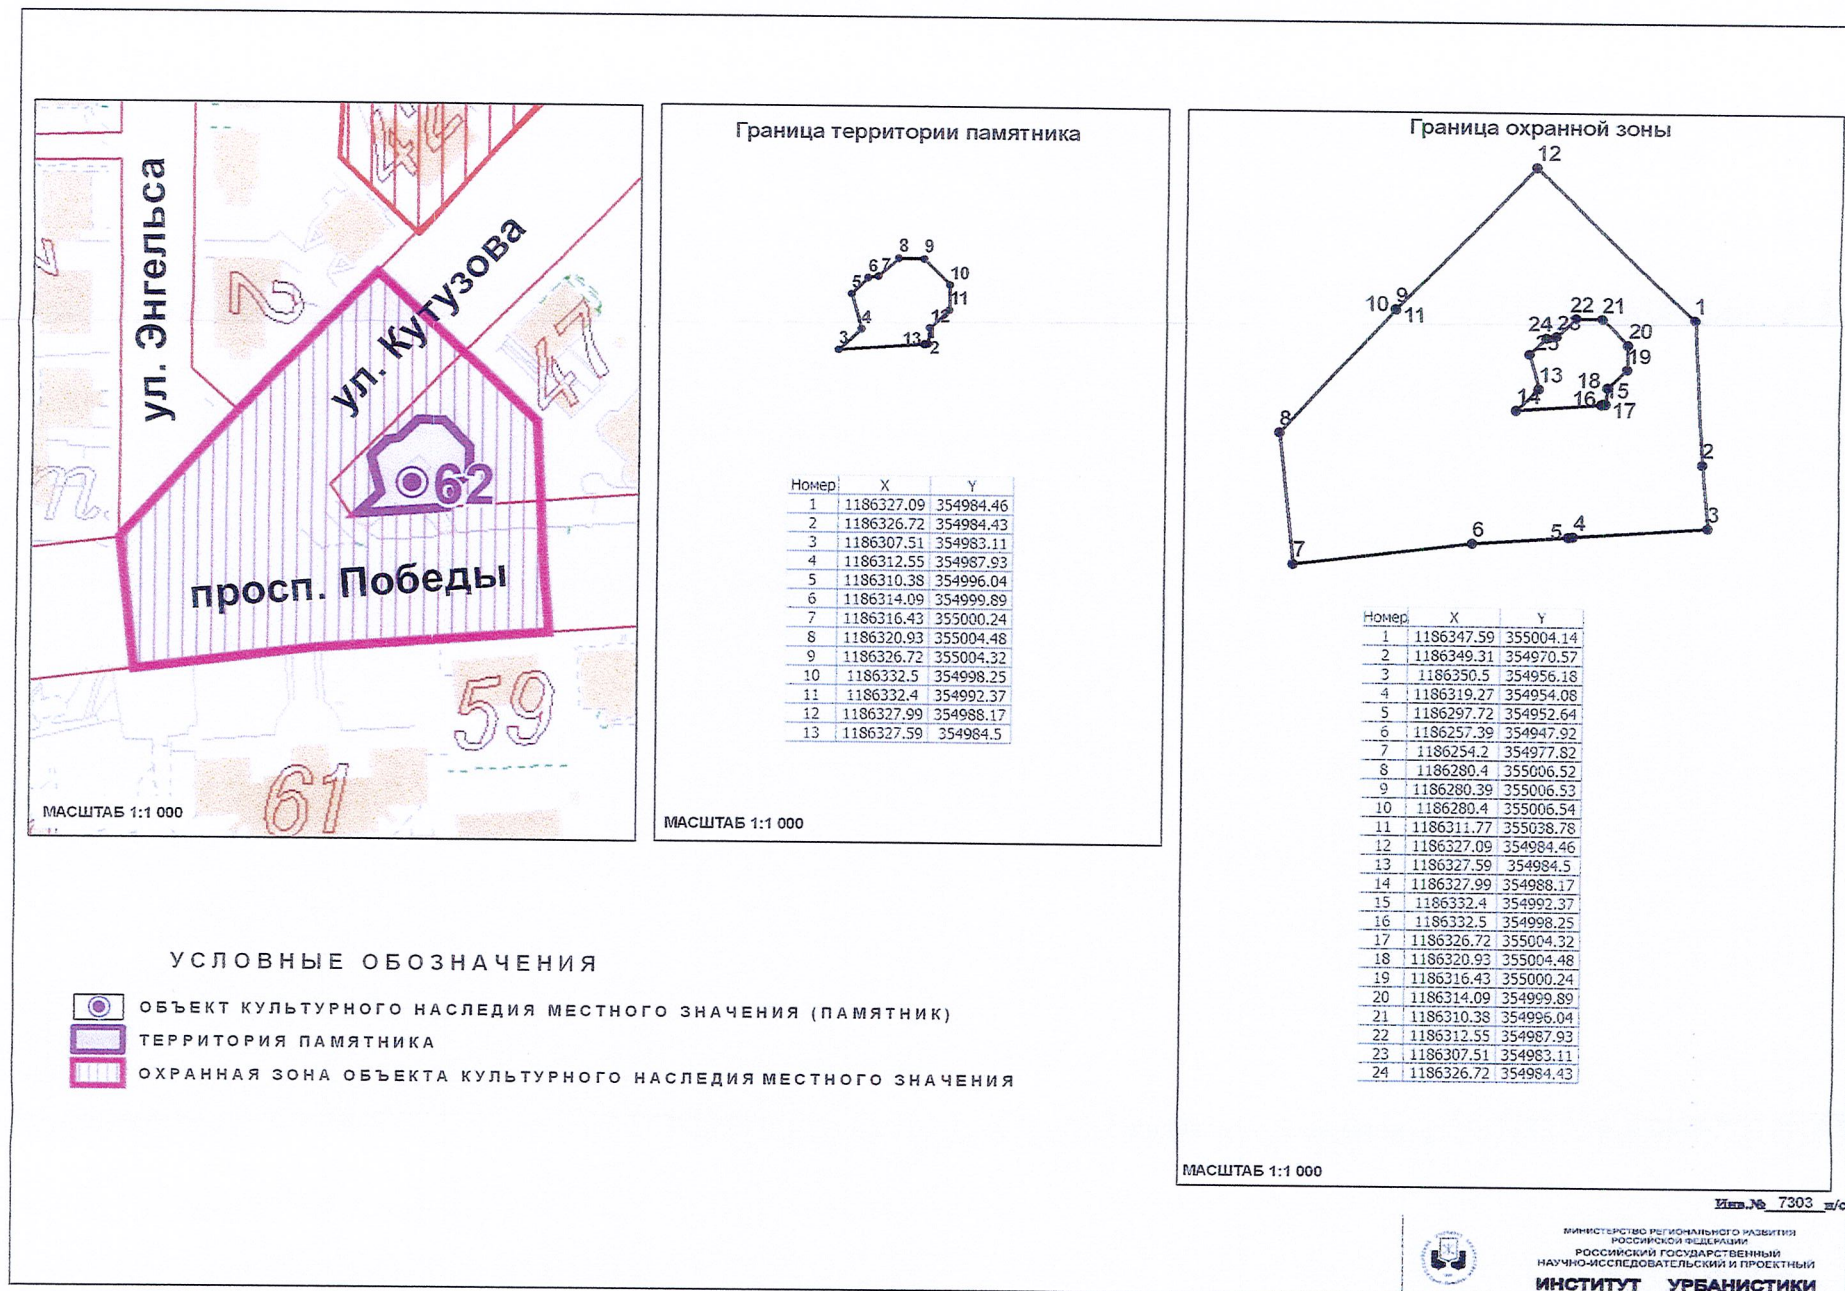 ул. Энгельса
ул. Кутузова
просп. Победы
2
47
62
59
61
МАСШТАБ 1:1 000
Граница территории памятника
8 9
6 7
5 10
11
4 12
3 13 2
Номер X Y
1 1186327.09 354984.46
2 1186326.72 354984.43
3 1186307.51 354983.11
4 1186312.55 354987.93
5 1186310.38 354996.04
6 1186314.09 354999.89
7 1186316.43 355000.24
8 1186320.93 355004.48
9 1186326.72 355004.32
10 1186332.5 354998.25
11 1186332.4 354992.37
12 1186327.99 354988.17
13 1186327.59 354984.5
МАСШТАБ 1:1 000
Граница охранной зоны
12
10 9 11
1
22 21
24 23 20
25 19
13 18 15
14 16 17
8
2
3
6 5 4
7
Номер X Y
1 1186347.59 355004.14
2 1186349.31 354970.57
3 1186350.5 354956.18
4 1186319.27 354954.08
5 1186297.72 354952.64
6 1186257.39 354947.92
7 1186254.2 354977.82
8 1186280.4 355006.52
9 1186280.39 355006.53
10 1186280.4 355006.54
11 1186311.77 355038.78
12 1186327.09 354984.46
13 1186327.59 354984.5
14 1186327.99 354988.17
15 1186332.4 354992.37
16 1186332.5 354998.25
17 1186326.72 355004.32
18 1186320.93 355004.48
19 1186316.43 355000.24
20 1186314.09 354999.89
21 1186310.38 354996.04
22 1186312.55 354987.93
23 1186307.51 354983.11
24 1186326.72 354984.43
МАСШТАБ 1:1 000
УСЛОВНЫЕ ОБОЗНАЧЕНИЯ
ОБЪЕКТ КУЛЬТУРНОГО НАСЛЕДИЯ МЕСТНОГО ЗНАЧЕНИЯ (ПАМЯТНИК)
ТЕРРИТОРИЯ ПАМЯТНИКА
ОХРАННАЯ ЗОНА ОБЪЕКТА КУЛЬТУРНОГО НАСЛЕДИЯ МЕСТНОГО ЗНАЧЕНИЯ
Инв.№ 7303 н/с
МИНИСТЕРСТВО РЕГИОНАЛЬНОГО РАЗВИТИЯ
РОССИЙСКОЙ ФЕДЕРАЦИИ
РОССИЙСКИЙ ГОСУДАРСТВЕННЫЙ
НАУЧНО-ИССЛЕДОВАТЕЛЬСКИЙ И ПРОЕКТНЫЙ
ИНСТИТУТ УРБАНИСТИКИ